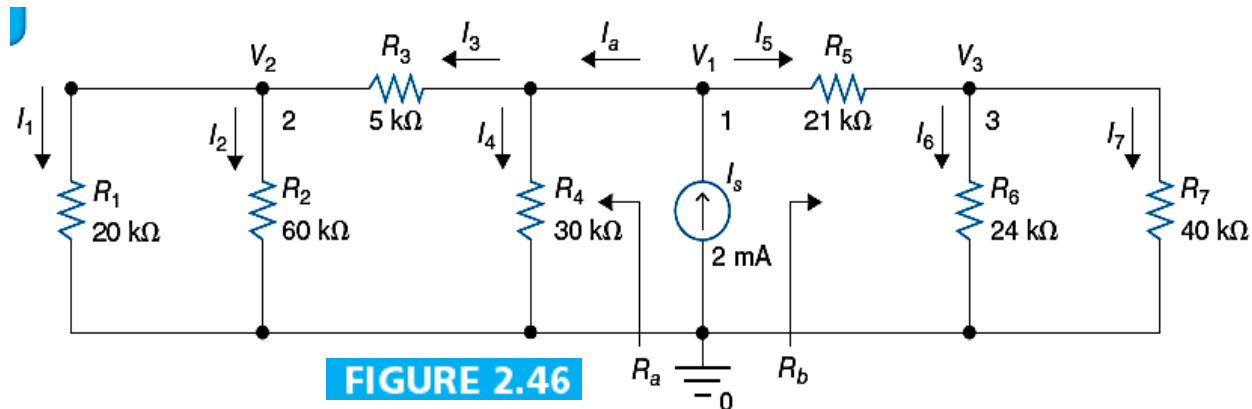 I3 Ia I5
V2 R3 V1 R5 V3
I1 I2 2 5 kΩ I4 1 21 kΩ I6 3 I7
R1 R2 R4 Is R6 R7
20 kΩ 60 kΩ 30 kΩ 24 kΩ 40 kΩ
2 mA
FIGURE 2.46 Ra Rb
0